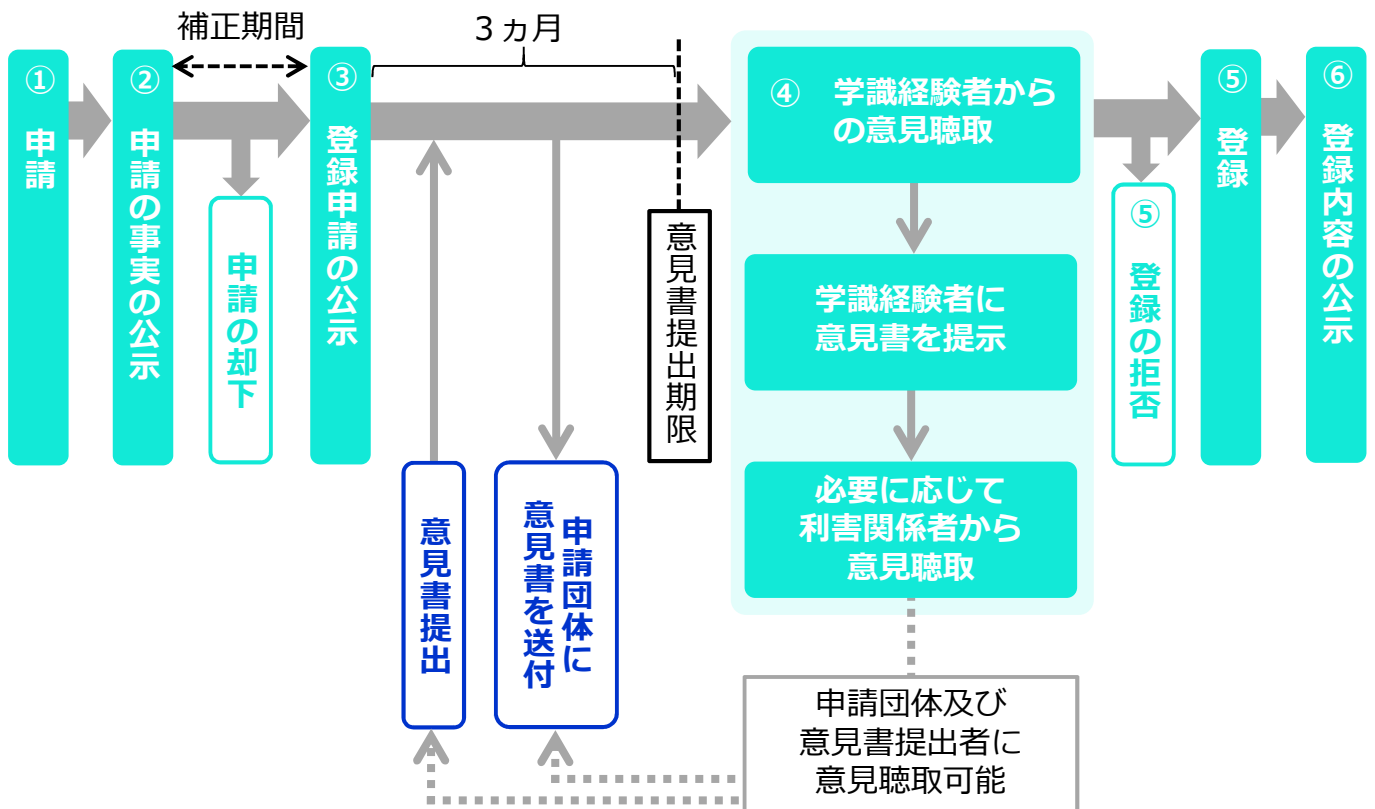 補正期間
3ヵ月
①
申請
②
申請の事実の公示
申請の却下
③
登録申請の公示
意見書提出
申請団体に
意見書を送付
意見書提出期限
④ 学識経験者から
の意見聴取
学識経験者に
意見書を提示
必要に応じて
利害関係者から
意見聴取
申請団体及び
意見書提出者に
意見聴取可能
⑤
登録の拒否
⑤
登録
⑥
登録内容の公示